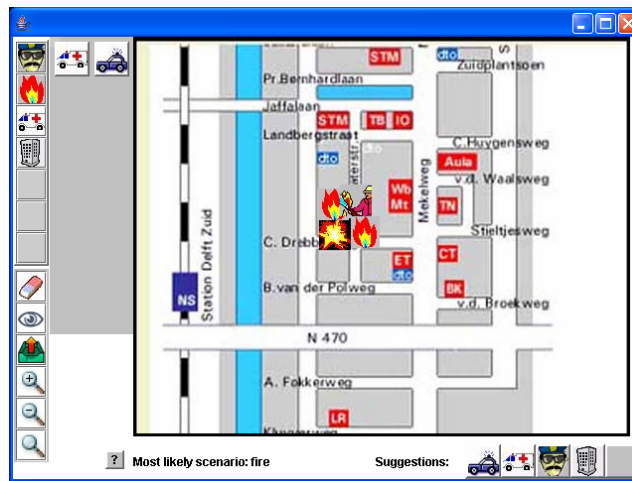 STM
dto
Zuidplantsoen
Pr.Bernhardlaan
Jaffalaan
STM
TB
IO
Landbergstraat
C.Huygensweg
dto
dto
Aula
v.d. Waalsweg
Wb
Mt
Mekelweg
TN
Stieltjesweg
C. Drebb
ET
CT
dto
B.van der Polweg
BK
v.d. Broekweg
NS
Station Delft Zuid
N 470
A. Fokkerweg
LR
? Most likely scenario: fire
Suggestions: